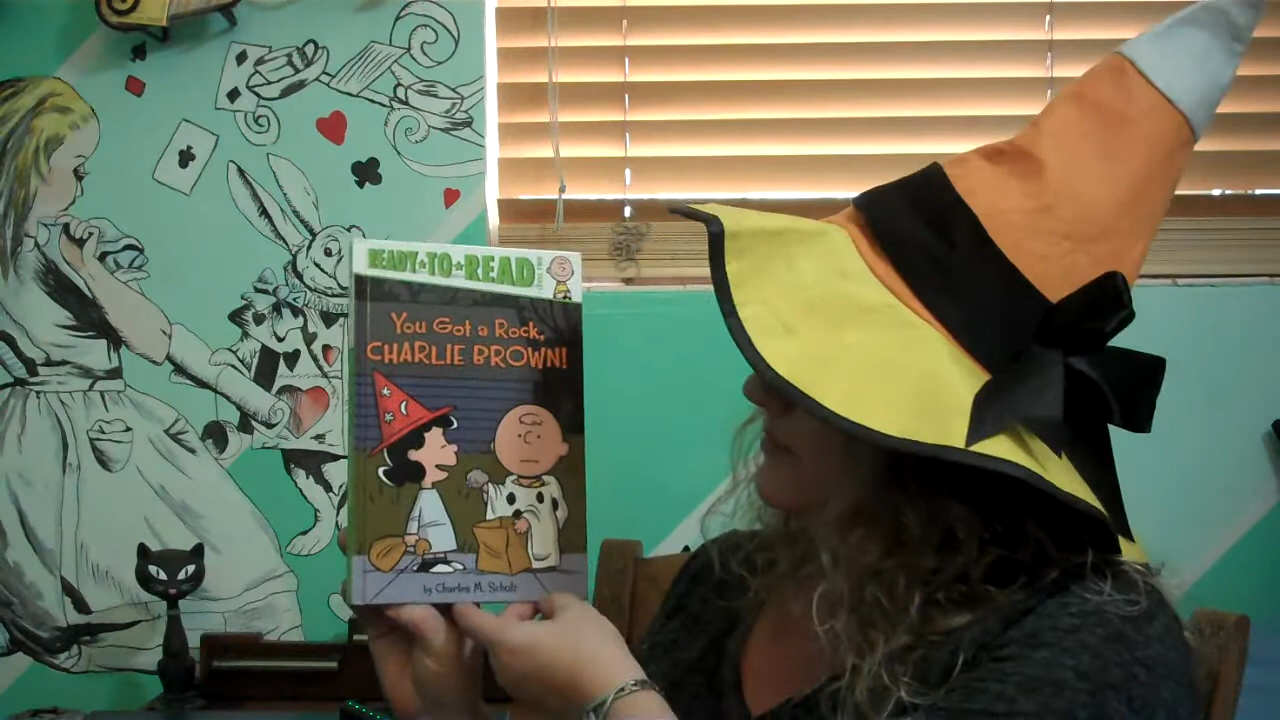 READY-TO-READ
You Got a Rock,
CHARLIE BROWN!
by Charles M. Schulz